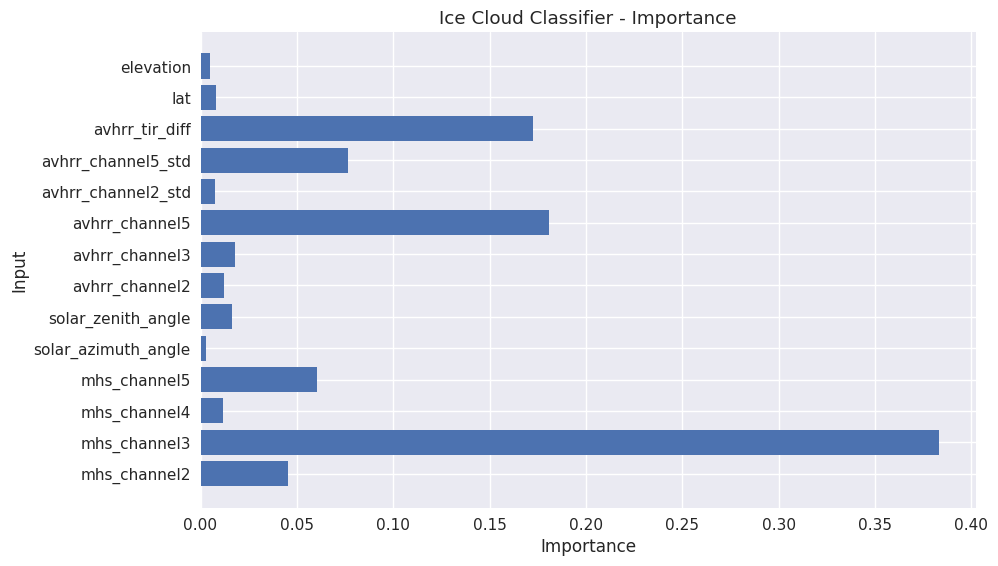 Ice Cloud Classifier - Importance
elevation
lat
avhrr_tir_diff
avhrr_channel5_std
avhrr_channel2_std
avhrr_channel5
avhrr_channel3
avhrr_channel2
solar_zenith_angle
solar_azimuth_angle
mhs_channel5
mhs_channel4
mhs_channel3
mhs_channel2
Input
0.00 0.05 0.10 0.15 0.20 0.25 0.30 0.35 0.40
Importance